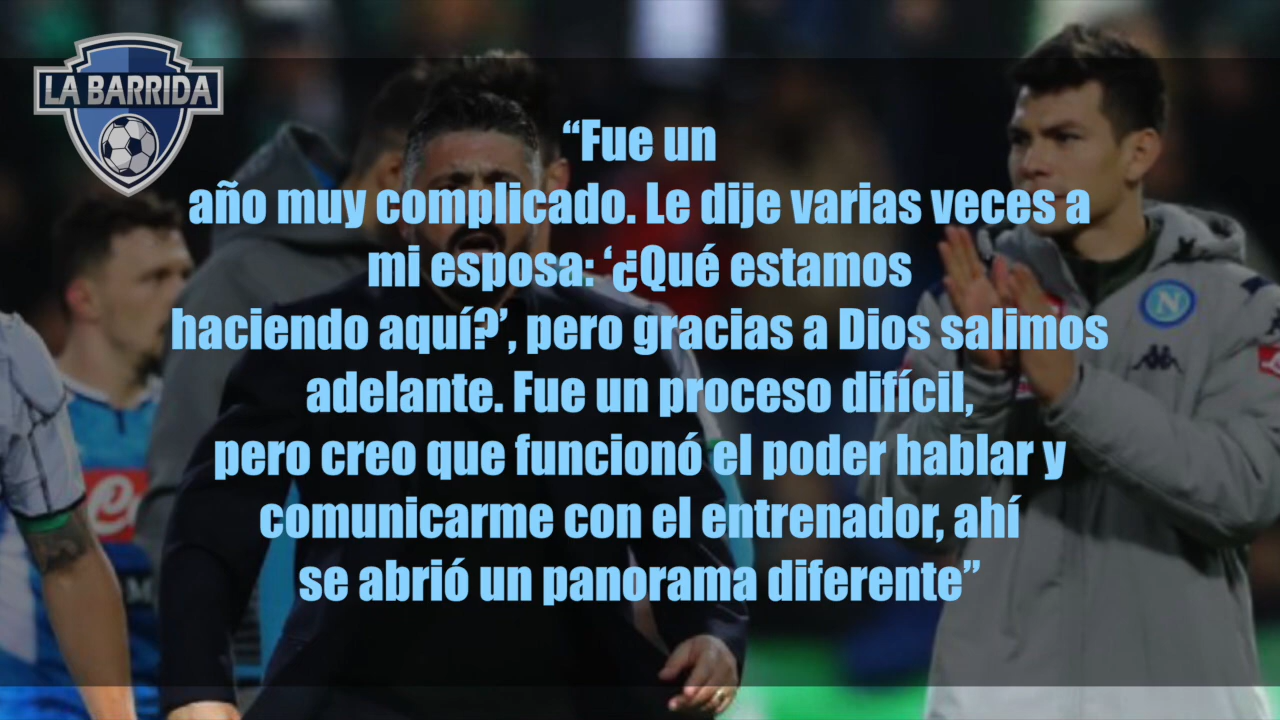 LA BARRIDA
“Fue un
año muy complicado. Le dije varias veces a
mi esposa: ‘¿Qué estamos
haciendo aquí?’, pero gracias a Dios salimos
adelante. Fue un proceso difícil,
pero creo que funcionó el poder hablar y
comunicarme con el entrenador, ahí
se abrió un panorama diferente”
N